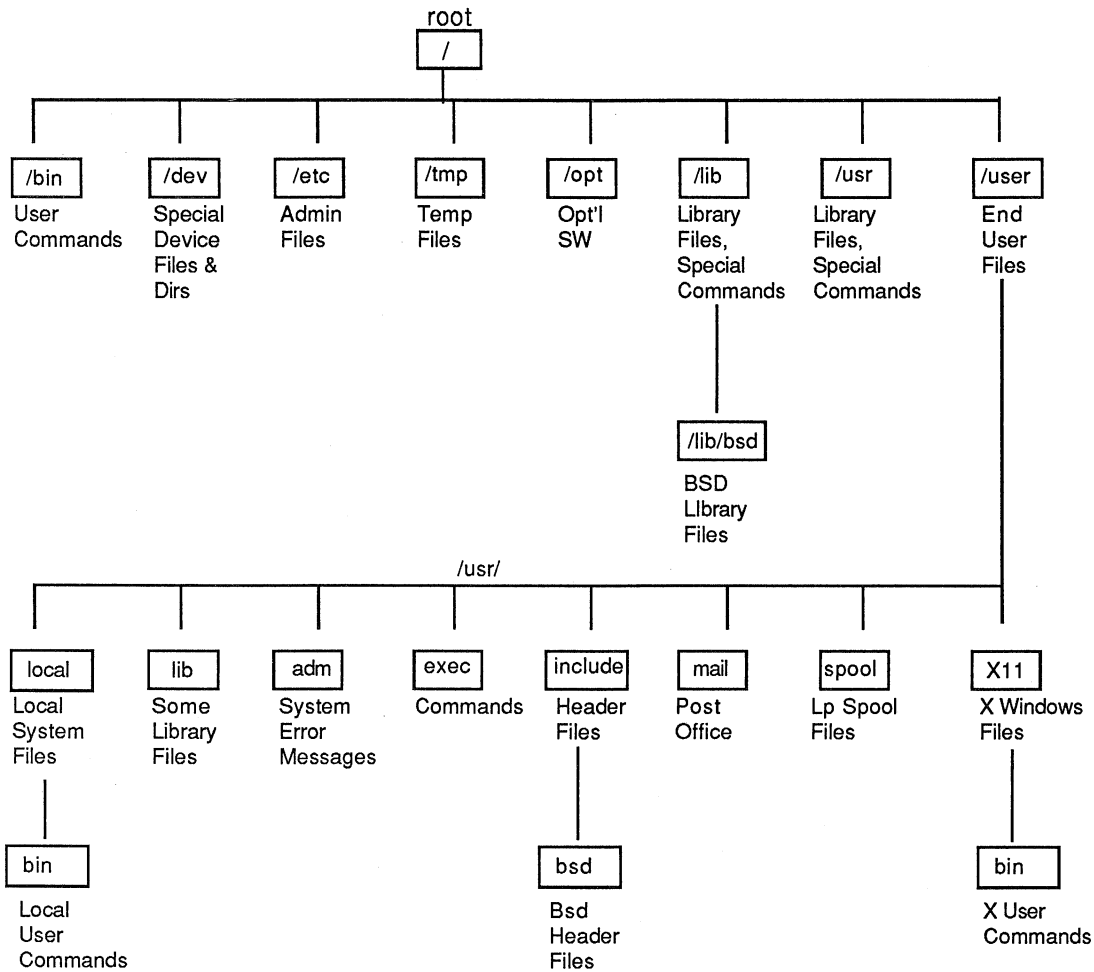 root
/
/bin
User
Commands
/dev
Special
Device
Files &
Dirs
/etc
Admin
Files
/tmp
Temp
Files
/opt
Opt'l
SW
/lib
Library
Files,
Special
Commands
/usr
Library
Files,
Special
Commands
/user
End
User
Files
/lib/bsd
BSD
LIbrary
Files
/usr/
local
Local
System
Files
lib
Some
Library
Files
adm
System
Error
Messages
exec
Commands
include
Header
Files
mail
Post
Office
spool
Lp Spool
Files
X11
X Windows
Files
bin
Local
User
Commands
bsd
Bsd
Header
Files
bin
X User
Commands